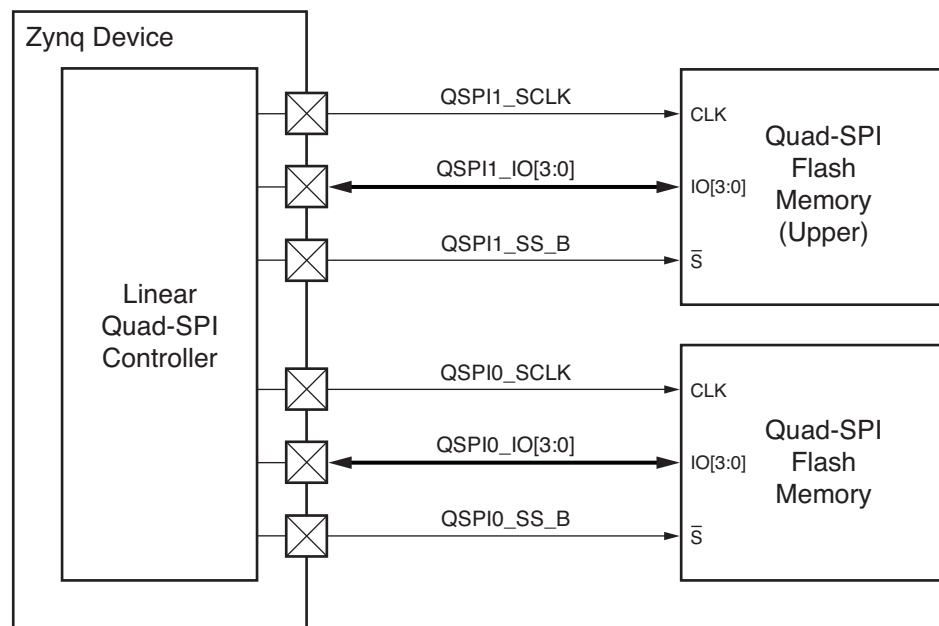 Zynq Device
Linear
Quad-SPI
Controller
QSPI1_SCLK
QSPI1_IO[3:0]
QSPI1_SS_B
CLK
IO[3:0]
S̅
Quad-SPI
Flash
Memory
(Upper)
QSPI0_SCLK
QSPI0_IO[3:0]
QSPI0_SS_B
CLK
IO[3:0]
S̅
Quad-SPI
Flash
Memory